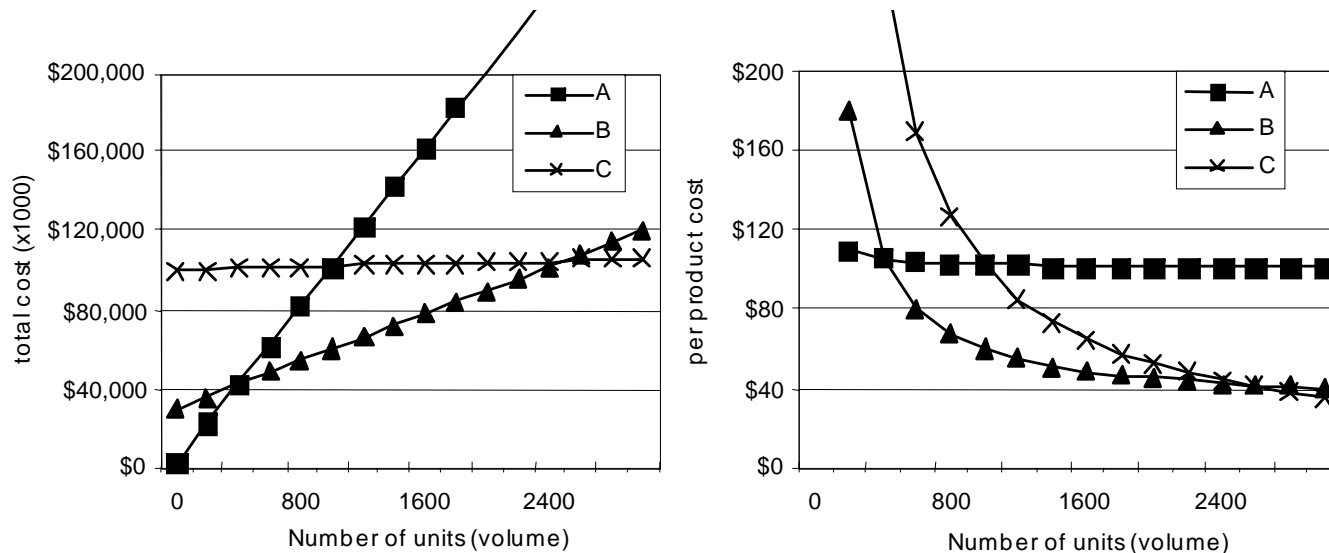 total cost (x1000)
$200,000
$160,000
$120,000
$80,000
$40,000
$0
0 800 1600 2400
Number of units (volume)
A
B
C
per product cost
$200
$160
$120
$80
$40
$0
0 800 1600 2400
Number of units (volume)
A
B
C